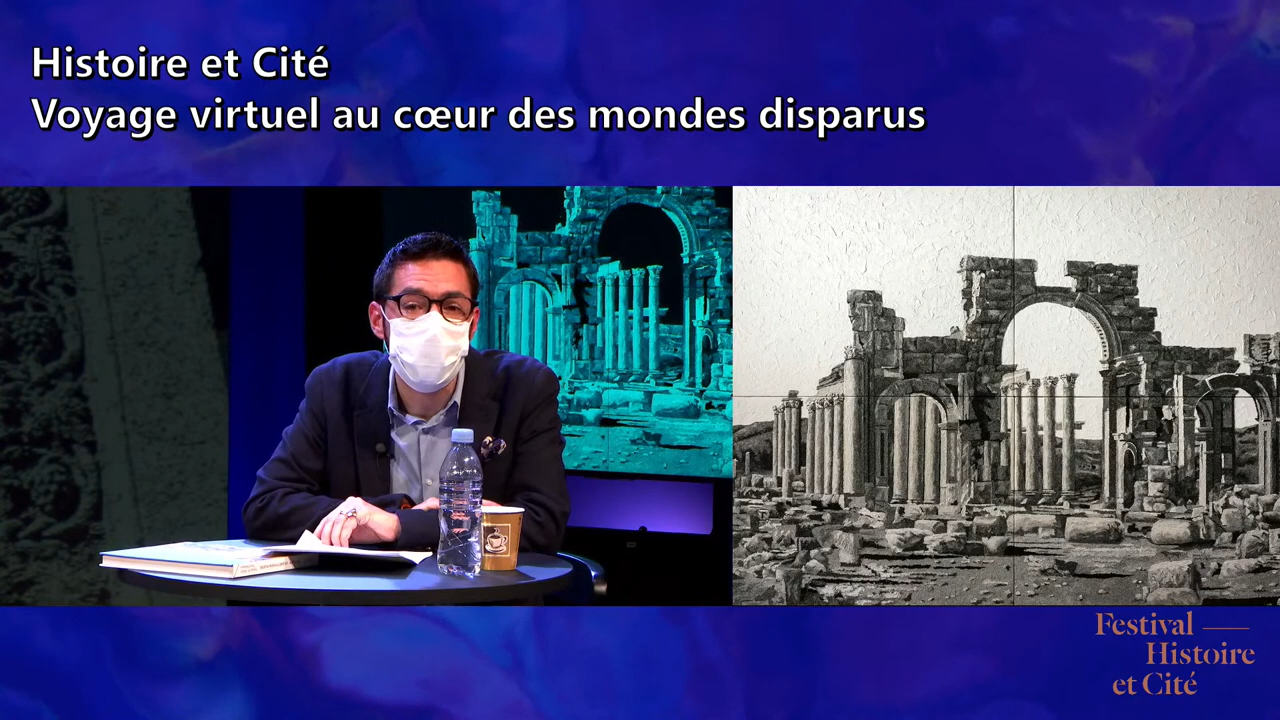 Histoire et Cité
Voyage virtuel au cœur des mondes disparus
Festival
Histoire
et Cité